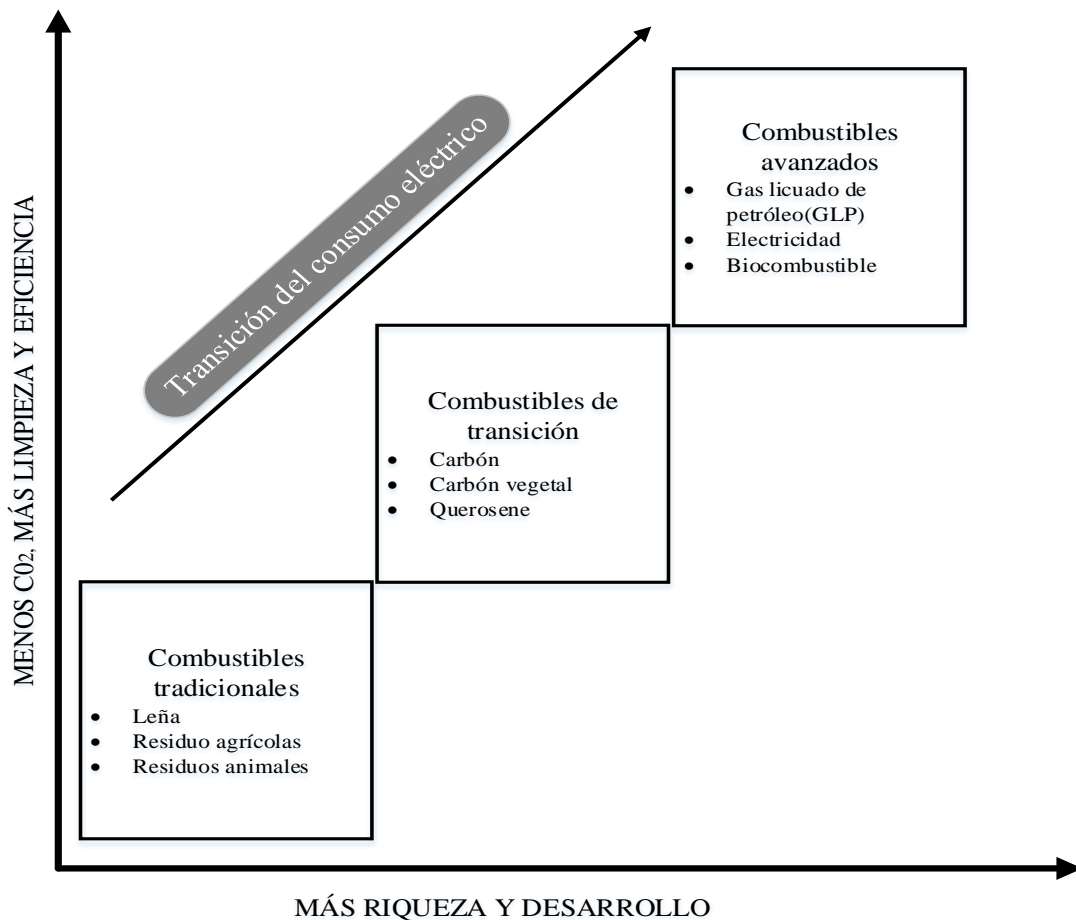 MENOS C02, MÁS LIMPIEZA Y EFICIENCIA
Transición del consumo eléctrico
Combustibles
avanzados
• Gas licuado de
petróleo(GLP)
• Electricidad
• Biocombustible
Combustibles de
transición
• Carbón
• Carbón vegetal
• Querosene
Combustibles
tradicionales
• Leña
• Residuo agrícolas
• Residuos animales
MÁS RIQUEZA Y DESARROLLO